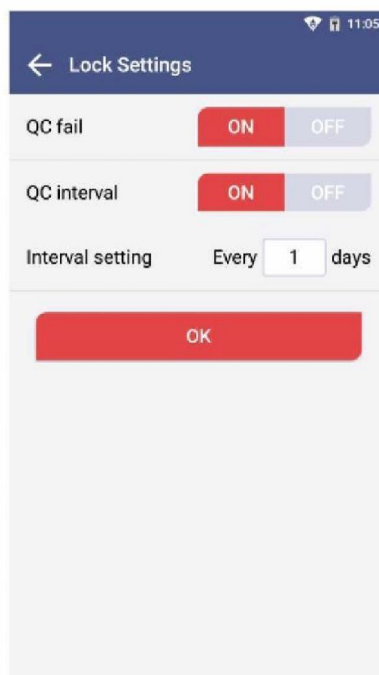 11:05
Lock Settings
QC fail ON OFF
QC interval ON OFF
Interval setting Every 1 days
OK